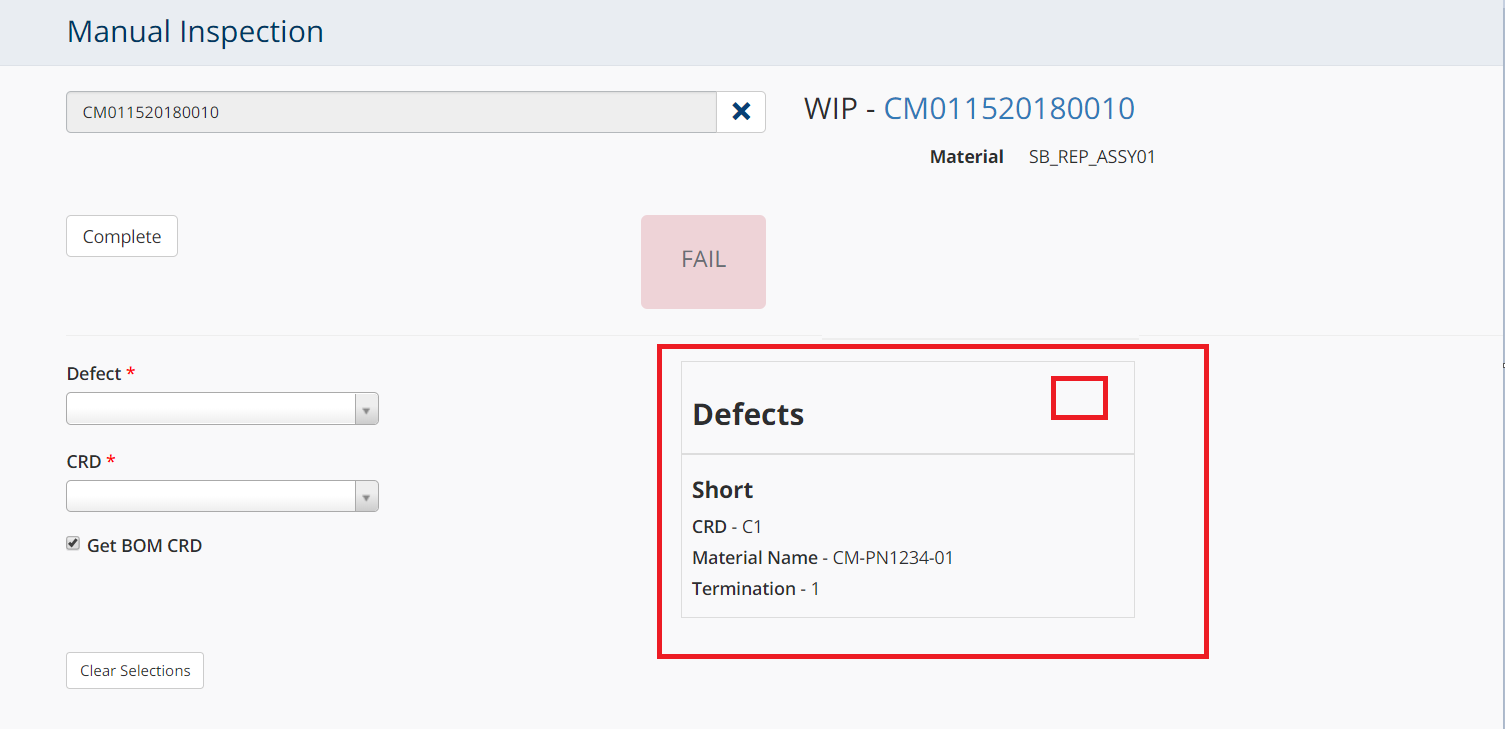 Manual Inspection
CM011520180010
WIP - CM011520180010
Material SB_REP_ASSY01
Complete
FAIL
Defect *
CRD *
Get BOM CRD
Clear Selections
Defects
Short
CRD - C1
Material Name - CM-PN1234-01
Termination - 1